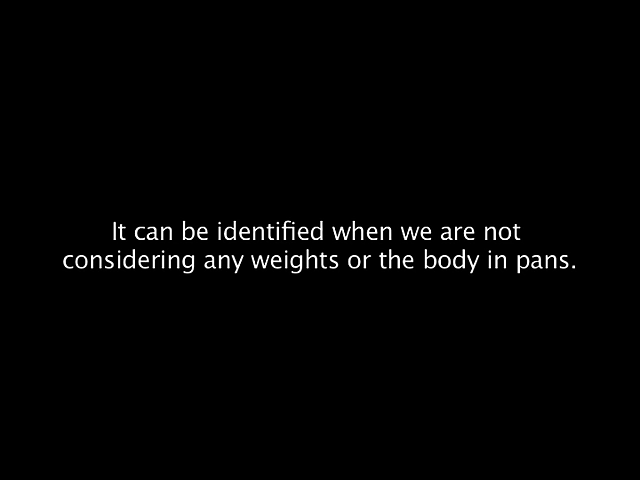 It can be identified when we are not
considering any weights or the body in pans.